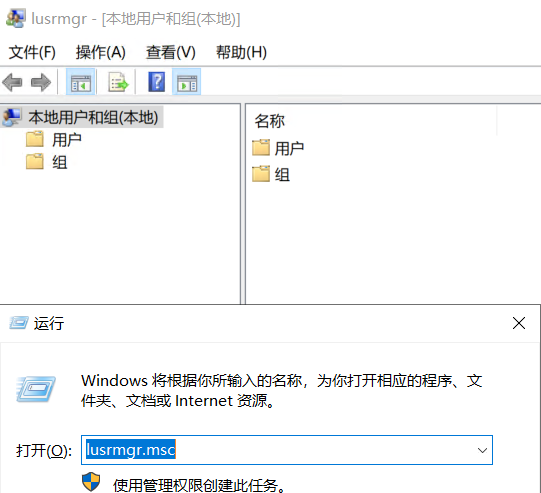 lusrmgr - [本地用户和组(本地)]
文件(F) 操作(A) 查看(V) 帮助(H)
本地用户和组(本地)
用户
组
名称
用户
组
运行
Windows 将根据你所输入的名称，为你打开相应的程序、文
件夹、文档或 Internet 资源。
打开(O): lusrmgr.msc
使用管理权限创建此任务。